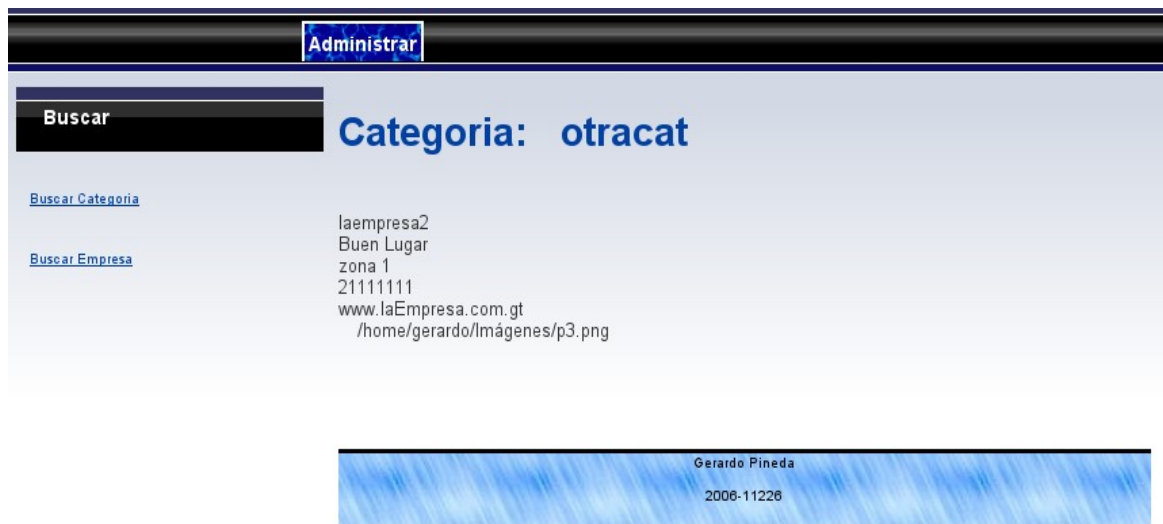 Administrar
Buscar
Categoria: otracat
Buscar Categoria
Buscar Empresa
laempresa2
Buen Lugar
zona 1
21111111
www.laEmpresa.com.gt
/home/gerardo/Imágenes/p3.png
Gerardo Pineda
2006-11226